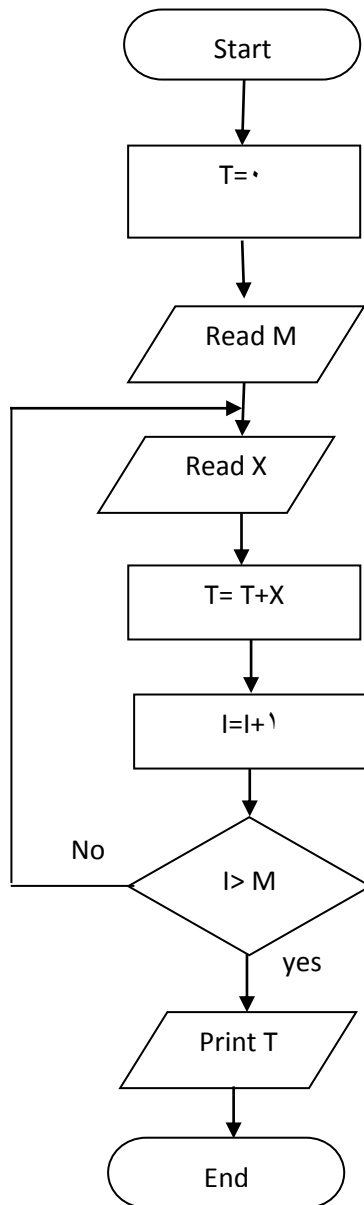 Start
T=٠
Read M
Read X
T= T+X
I=I+١
No
I> M
yes
Print T
End